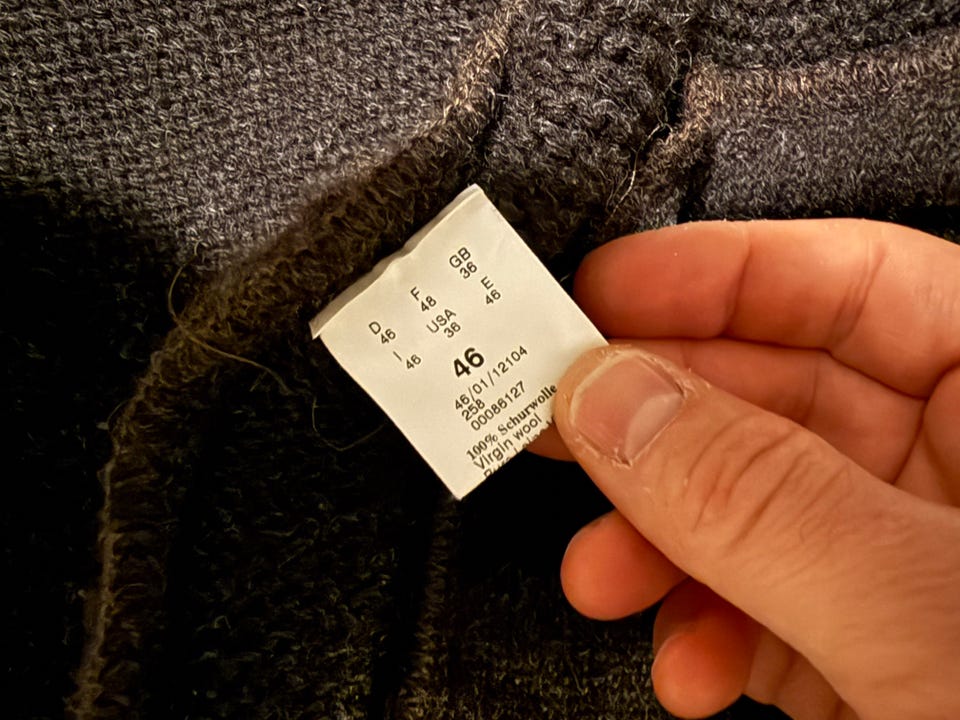 D F GB
46 48 36
I USA E
46 36 46
46
46/01/12104
258
00086127
100% Schurwolle
Virgin wool